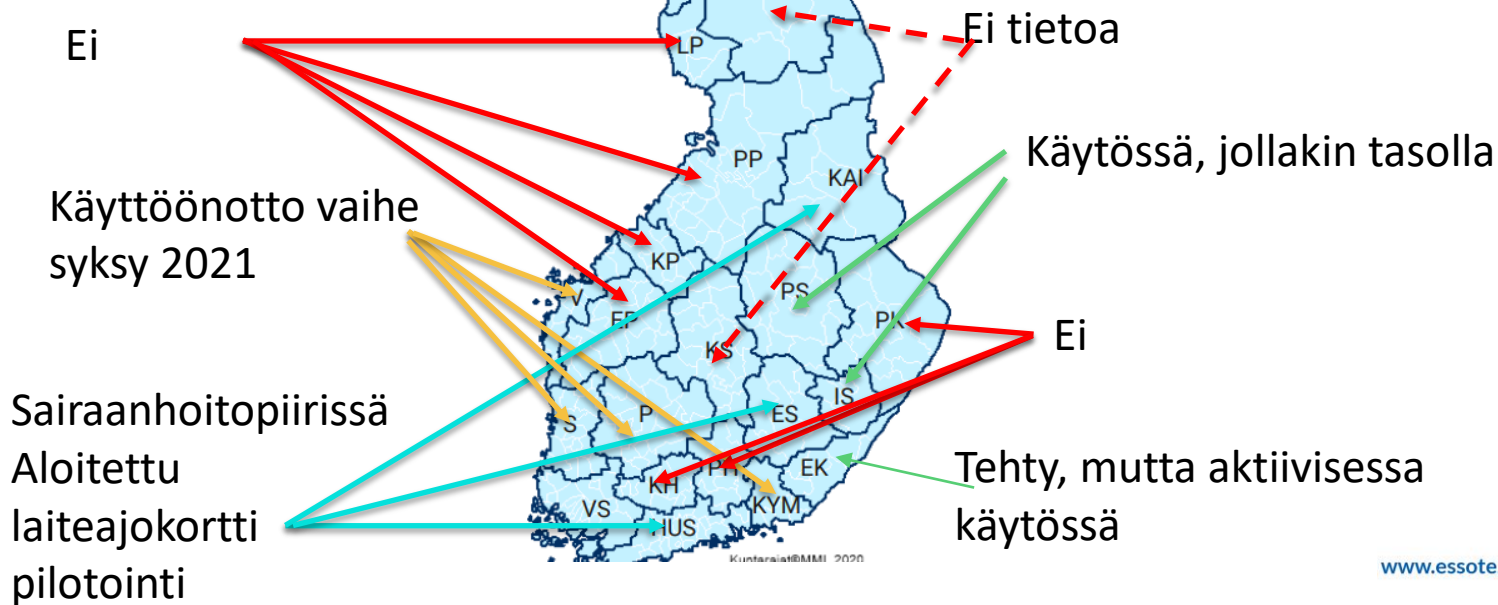 Ei
Ei tietoa
LP
Käytössä, jollakin tasolla
PP
KAI
Käyttöönotto vaihe
syksy 2021
KP
V
EP
PS
PK
Ei
KS
Sairaanhoitopiirissä
Aloitettu
laiteajokortti
pilotointi
S
P
ES
IS
Tehty, mutta aktiivisessa
käytössä
EK
KH
PH
KYM
VS
HUS
Kuntarajat©MML 2020
www.essote